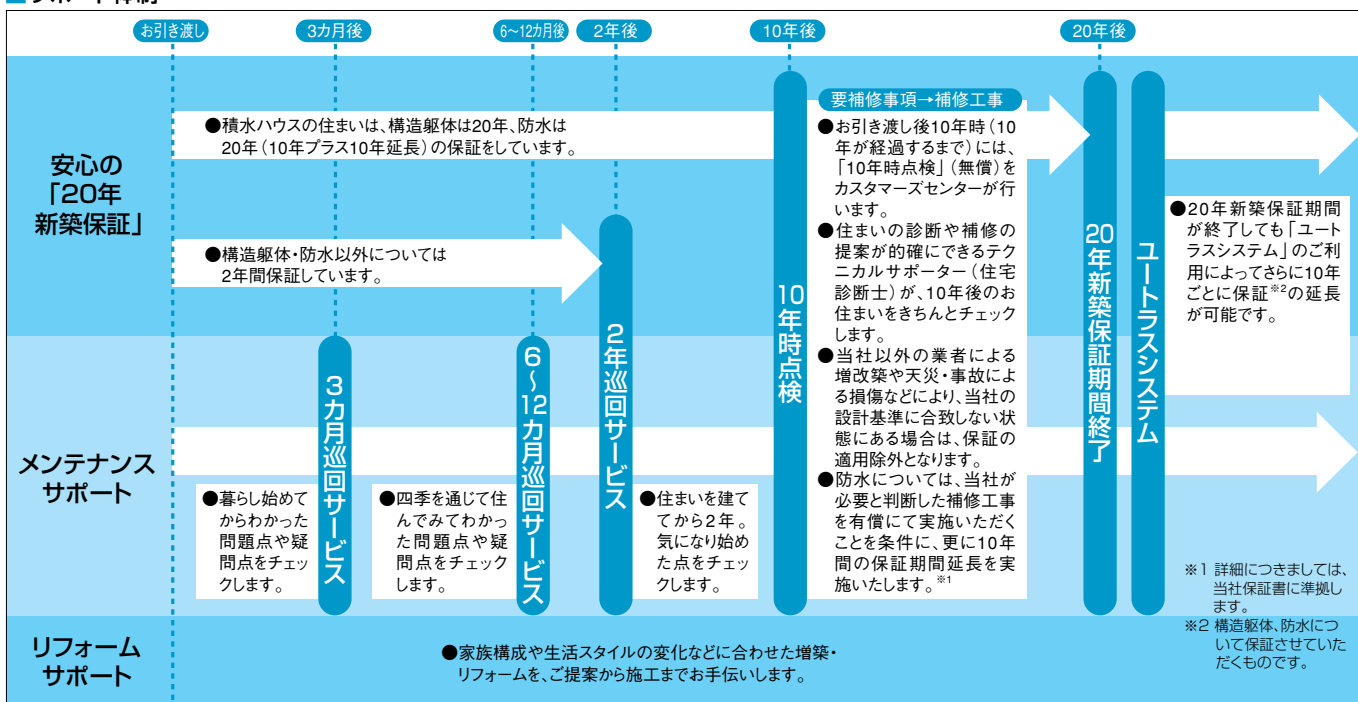 お引き渡し
3カ月後
6〜12カ月後
2年後
10年後
20年後
安心の
「20年
新築保証」
●積水ハウスの住まいは、構造躯体は20年、防水は
20年（10年プラス10年延長）の保証をしています。
●構造躯体・防水以外については
2年間保証しています。
要補修事項→補修工事
●お引き渡し後10年時（10
年が経過するまで）には、
「10年時点検」（無償）を
カスタマーズセンターが行
います。
●住まいの診断や補修の
提案が的確にできるテク
ニカルサポーター（住宅
診断士）が、10年後のお
住まいをきちんとチェック
します。
●当社以外の業者による
増改築や天災・事故によ
る損傷などにより、当社の
設計基準に合致しない状
態にある場合は、保証の
適用除外となります。
●防水については、当社が
必要と判断した補修工事
を有償にて実施いただく
ことを条件に、更に10年
間の保証期間延長を実
施いたします。※1
●20年新築保証期間
が終了しても「ユート
ラスシステム」のご利
用によってさらに10年
ごとに保証※2の延長
が可能です。
メンテナンス
サポート
●暮らし始めて
からわかった
問題点や疑
問点をチェッ
クします。
3カ月巡回サービス
●四季を通じて住
んでみてわかっ
た問題点や疑
問点をチェック
します。
6〜12カ月巡回サービス
2年巡回サービス
●住まいを建て
てから2年。
気になり始め
た点をチェッ
クします。
10年時点検
20年新築保証期間終了
ユートラスシステム
※1 詳細につきましては、
当社保証書に準拠し
ます。
※2 構造躯体、防水につ
いて保証させていた
だくものです。
リフォーム
サポート
●家族構成や生活スタイルの変化などに合わせた増築・
リフォームを、ご提案から施工までお手伝いします。